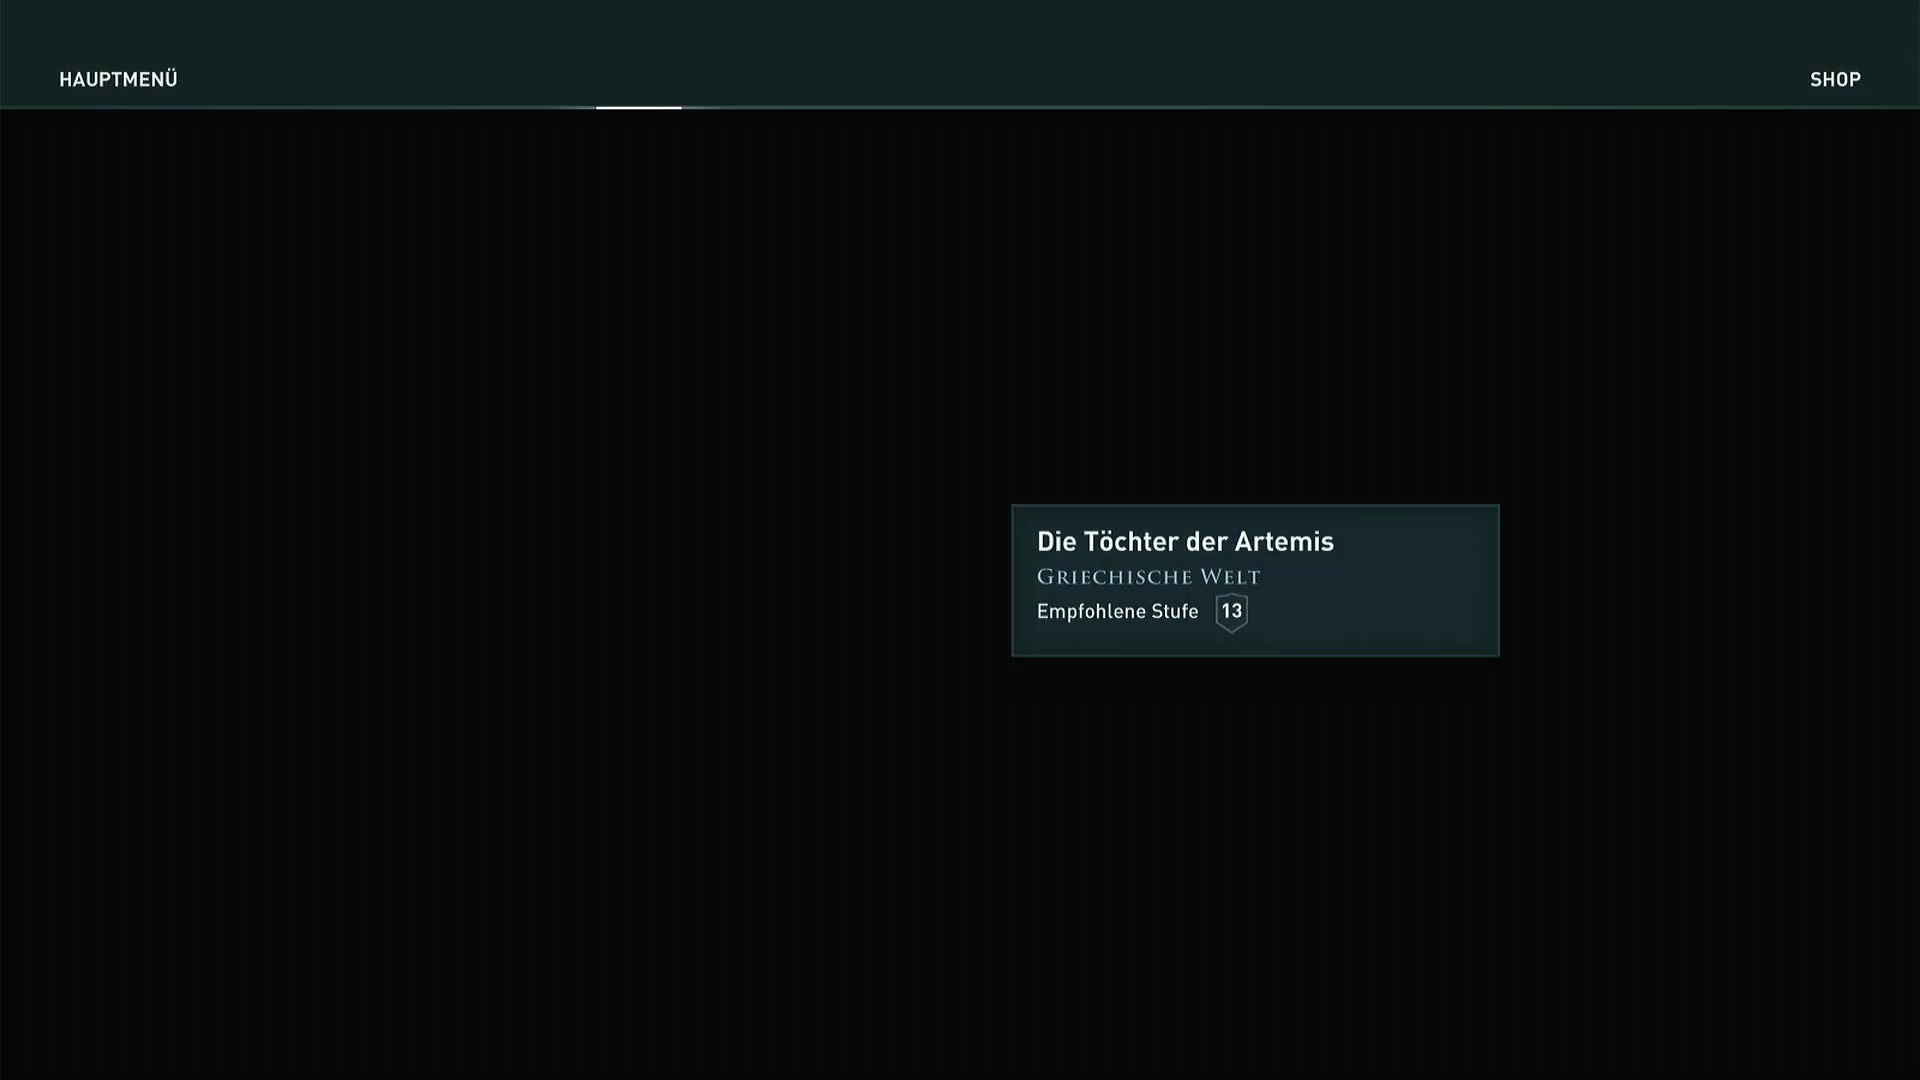 HAUPTMENÜ
SHOP
Die Töchter der Artemis
Griechische Welt
Empfohlene Stufe 13